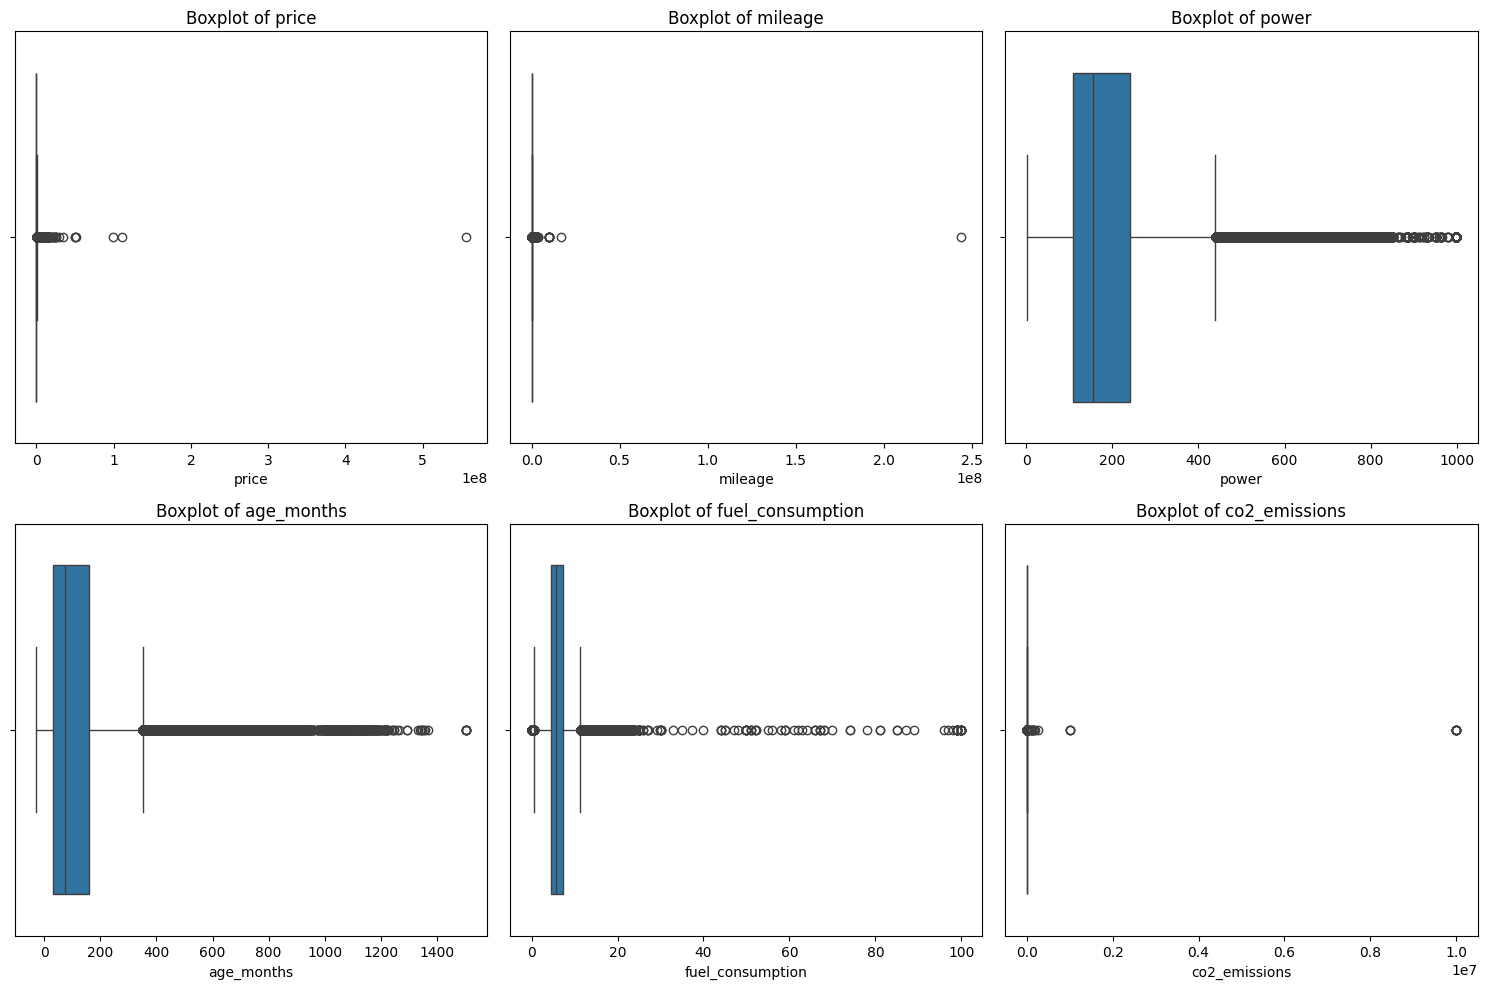 Boxplot of price
0 1 2 3 4 5
price 1e8
Boxplot of mileage
0.0 0.5 1.0 1.5 2.0 2.5
mileage 1e8
Boxplot of power
0 200 400 600 800 1000
power
Boxplot of age_months
0 200 400 600 800 1000 1200 1400
age_months
Boxplot of fuel_consumption
0 20 40 60 80 100
fuel_consumption
Boxplot of co2_emissions
0.0 0.2 0.4 0.6 0.8 1.0
co2_emissions 1e7